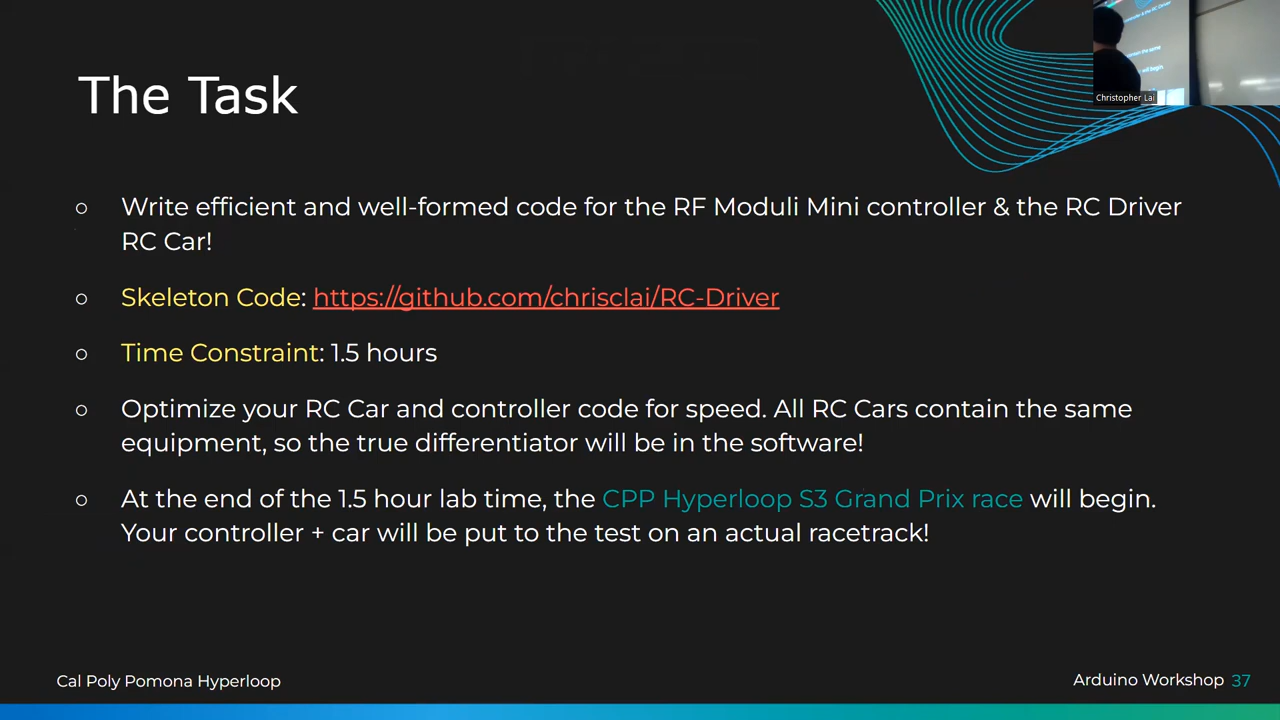 The Task
Write efficient and well-formed code for the RF Moduli Mini controller & the RC Driver
RC Car!
Skeleton Code: https://github.com/chrisclai/RC-Driver
Time Constraint: 1.5 hours
Optimize your RC Car and controller code for speed. All RC Cars contain the same
equipment, so the true differentiator will be in the software!
At the end of the 1.5 hour lab time, the CPP Hyperloop S3 Grand Prix race will begin.
Your controller + car will be put to the test on an actual racetrack!
Cal Poly Pomona Hyperloop
Arduino Workshop 37
Christopher Lai